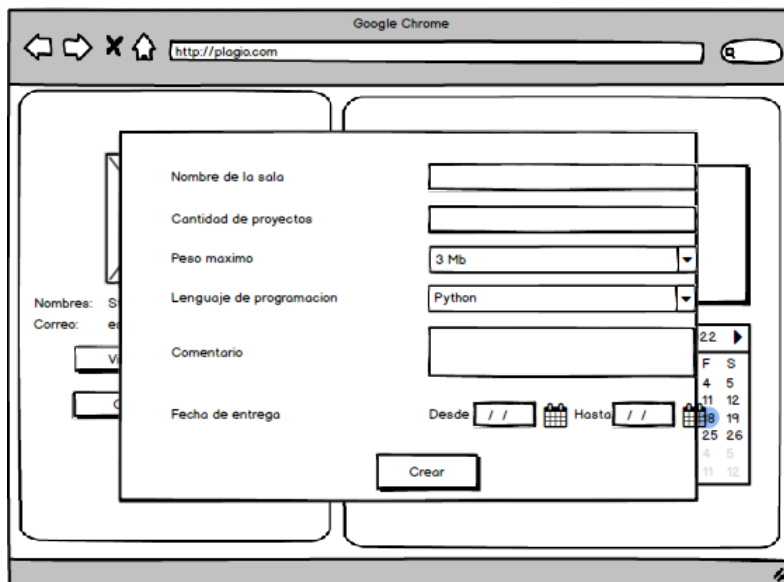 Google Chrome
http://plagio.com
Nombre de la sala
Cantidad de proyectos
Peso maximo
3 Mb
Lenguaje de programacion
Python
Comentario
Fecha de entrega
Desde / /
Hasta / /
Crear
Nombres:
Correo:
22
F S
4 5
11 12
18 19
25 26
4 5
11 12